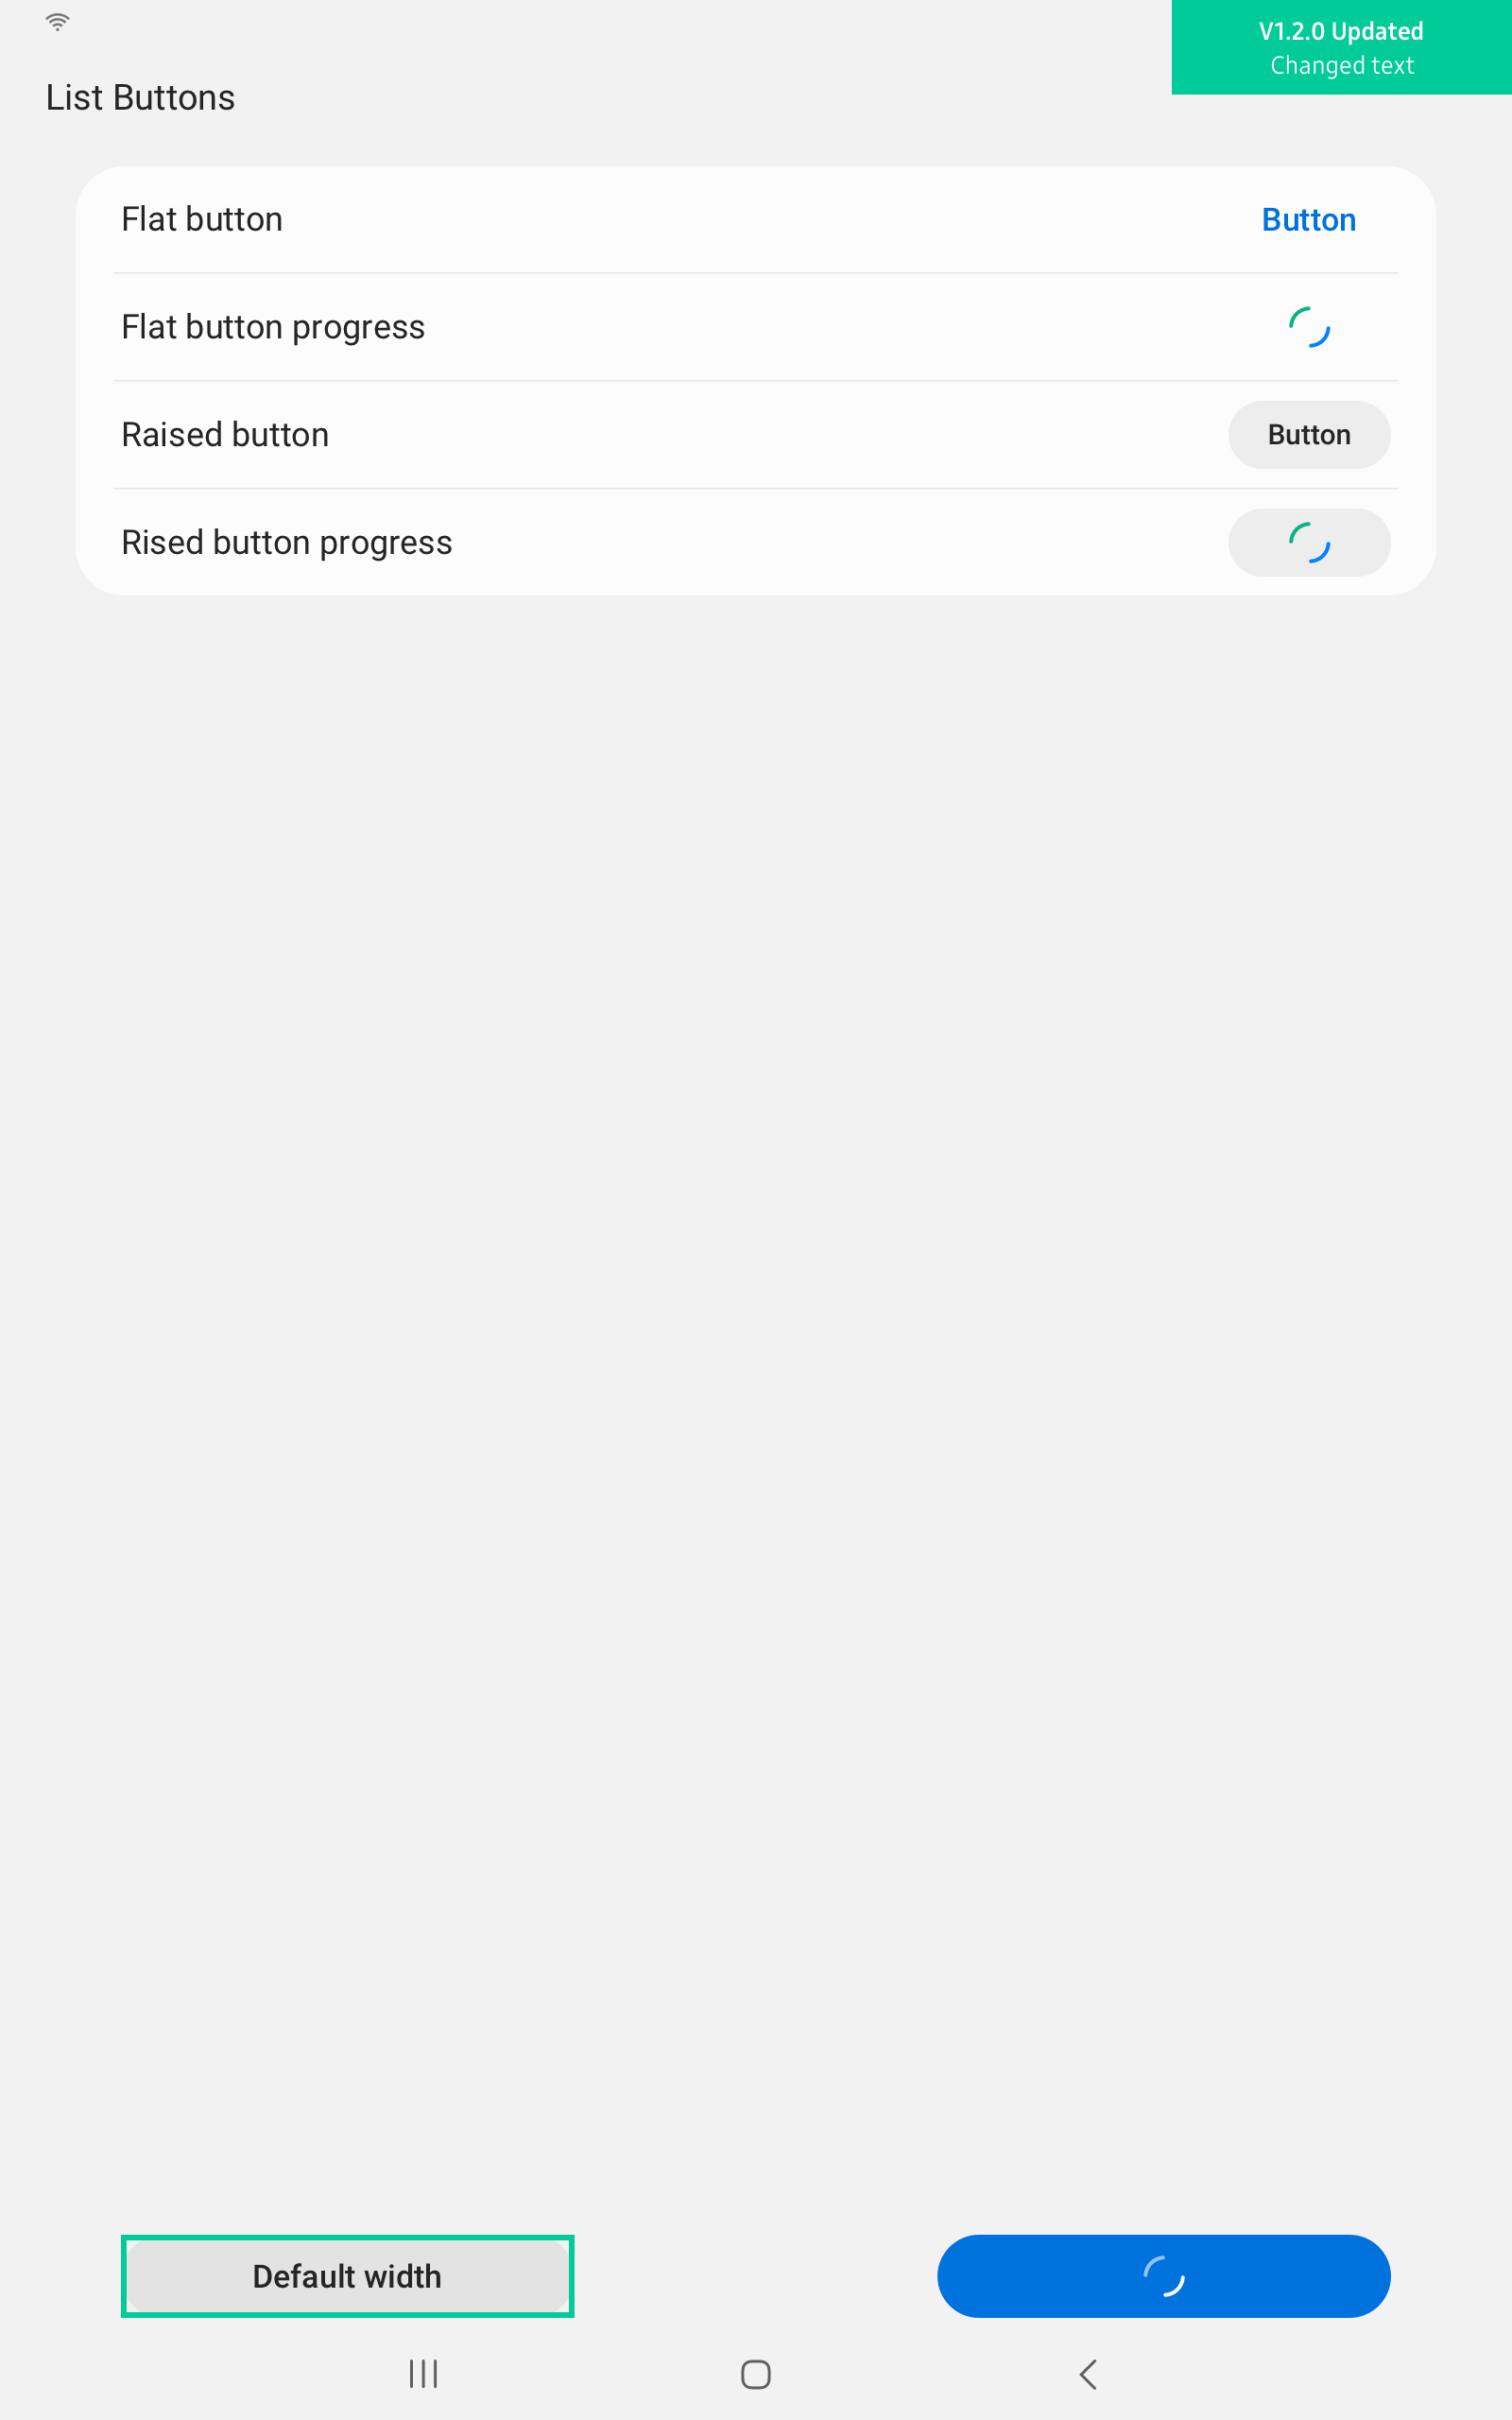 V1.2.0 Updated
Changed text
List Buttons
Flat button
Button
Flat button progress
Raised button
Button
Rised button progress
Default width